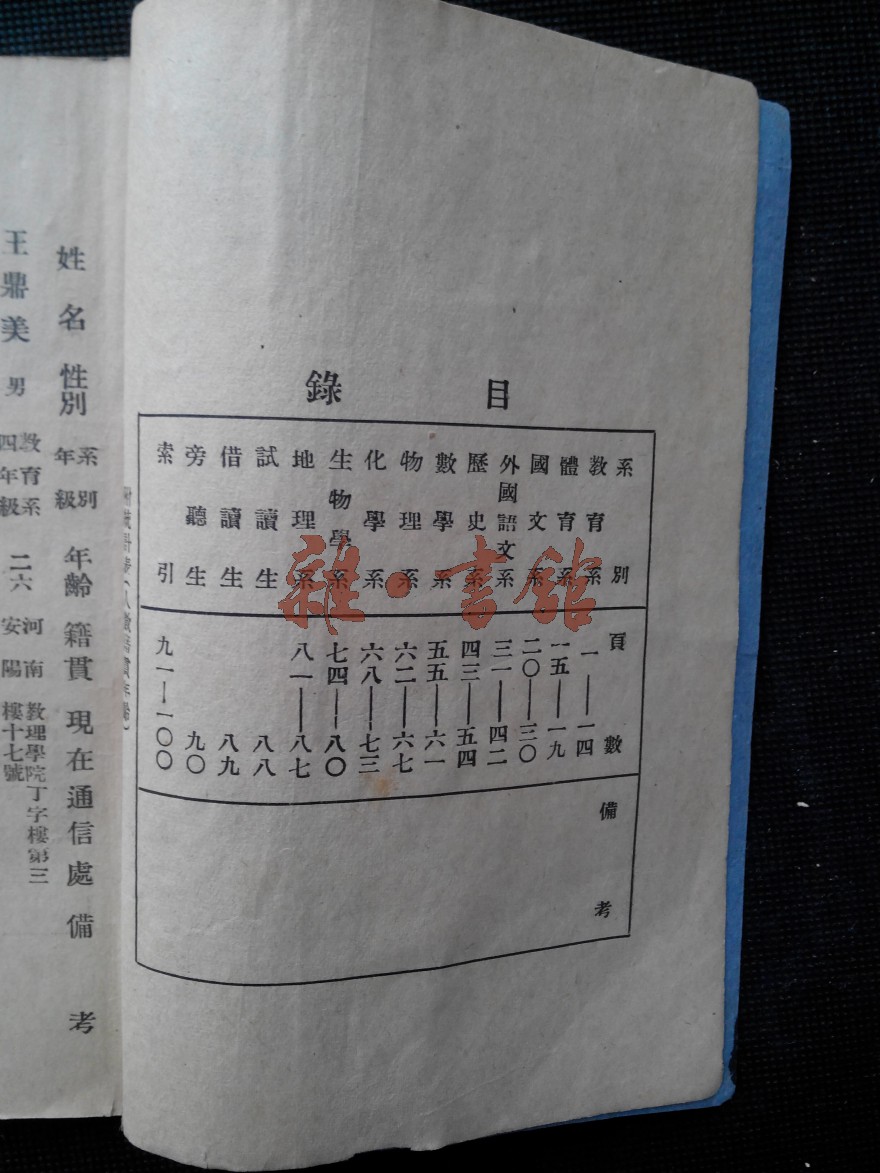 目錄
系別 頁數 備考
教育系 一——一四
體育系 一五——一九
國文系 二〇——三〇
外國語文系 三一——四二
歷史系 四三——五四
數學系 五五——六一
物理系 六二——六七
化學系 六八——七三
生物學系 七四——八〇
地理系 八一——八七
試讀生 八八
借讀生 八九
旁聽生 九〇
索引 九一——一〇〇
雜·書館
姓名 性別 系別年級 年齡 籍貫 現在通信處 備考
王鼎美 男 教育系四年級 二六 河南安陽 教理學院丁字樓第三樓十七號